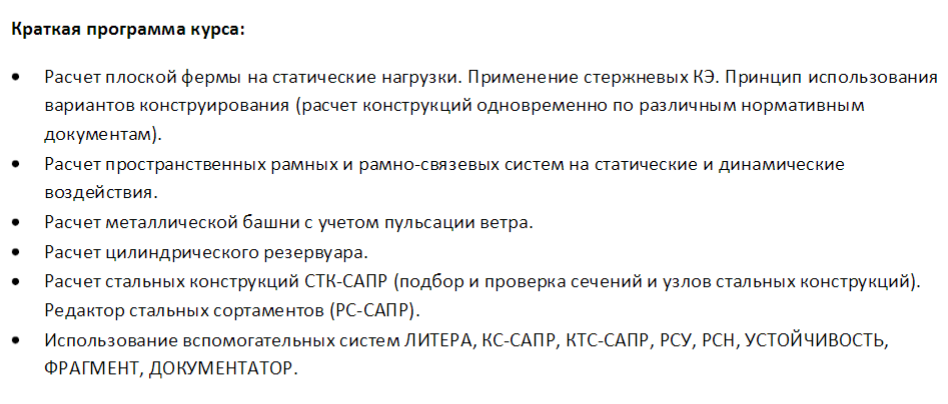 Краткая программа курса:
• Расчет плоской фермы на статические нагрузки. Применение стержневых КЭ. Принцип использования
вариантов конструирования (расчет конструкций одновременно по различным нормативным
документам).
• Расчет пространственных рамных и рамно-связевых систем на статические и динамические
воздействия.
• Расчет металлической башни с учетом пульсации ветра.
• Расчет цилиндрического резервуара.
• Расчет стальных конструкций СТК-САПР (подбор и проверка сечений и узлов стальных конструкций).
Редактор стальных сортаментов (РС-САПР).
• Использование вспомогательных систем ЛИТЕРА, КС-САПР, КТС-САПР, РСУ, РСН, УСТОЙЧИВОСТЬ,
ФРАГМЕНТ, ДОКУМЕНТАТОР.